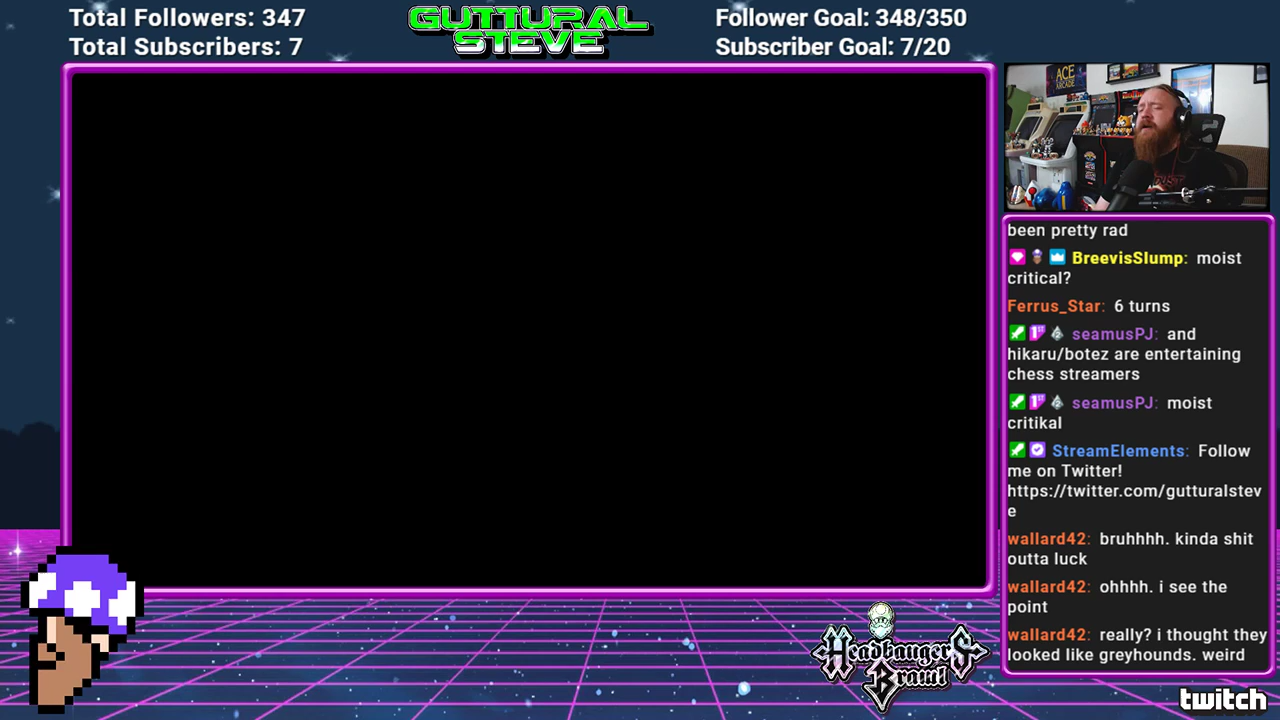 Total Followers: 347
Total Subscribers: 7
GUTTURAL
STEVE
Follower Goal: 348/350
Subscriber Goal: 7/20
ACE
ARCADE
been pretty rad
BreevisSlump: moist
critical?
Ferrus_Star: 6 turns
seamusPJ: and
hikaru/botez are entertaining
chess streamers
seamusPJ: moist
critikal
StreamElements: Follow
me on Twitter!
https://twitter.com/gutturalstev
e
wallard42: bruhhhh. kinda shit
outta luck
wallard42: ohhhh. i see the
point
wallard42: really? i thought they
looked like greyhounds. weird
Headbangers
Brawl
twitch